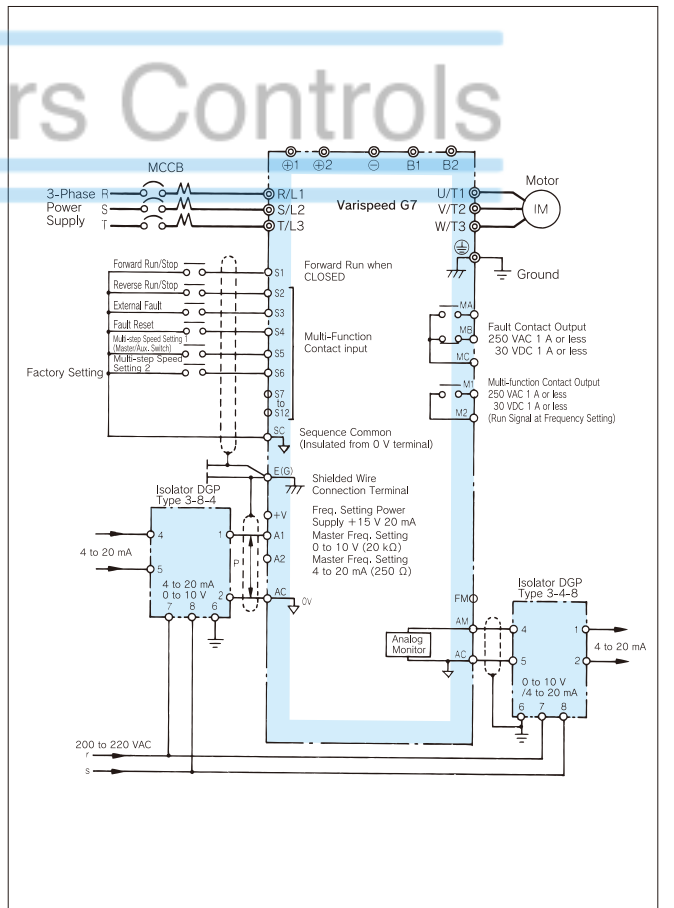 rs Controls
⊕1 ⊕2 ⊖ B1 B2
MCCB
3-Phase
Power
Supply
R
S
T
R/L1
S/L2
T/L3
Varispeed G7
U/T1
V/T2
W/T3
Motor
IM
Ground
Forward Run/Stop
S1
Forward Run when
CLOSED
Reverse Run/Stop
S2
External Fault
S3
Fault Reset
S4
Multi-step Speed Setting 1
(Master/Aux. Switch)
S5
Multi-step Speed
Setting 2
S6
Factory Setting
Multi-Function
Contact input
S7
to
S12
SC
Sequence Common
(Insulated from 0 V terminal)
MA
MB
MC
Fault Contact Output
250 VAC 1 A or less
30 VDC 1 A or less
M1
M2
Multi-function Contact Output
250 VAC 1 A or less
30 VDC 1 A or less
(Run Signal at Frequency Setting)
E(G)
Shielded Wire
Connection Terminal
Isolator DGP
Type 3-8-4
4
5
1
2
4 to 20 mA
4 to 20 mA
0 to 10 V
7 8 6
P
+V
A1
A2
AC
0V
Freq. Setting Power
Supply +15 V 20 mA
Master Freq. Setting
0 to 10 V (20 kΩ)
Master Freq. Setting
4 to 20 mA (250 Ω)
FM
AM
AC
Analog
Monitor
Isolator DGP
Type 3-4-8
4
5
1
2
4 to 20 mA
0 to 10 V
/4 to 20 mA
6 7 8
200 to 220 VAC
r
s